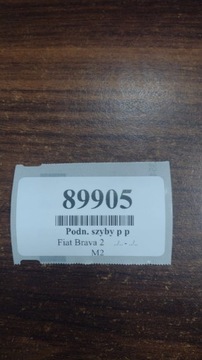 89905
Podn. szyby p p
Fiat Brava 2 ../.. - ../..
M2